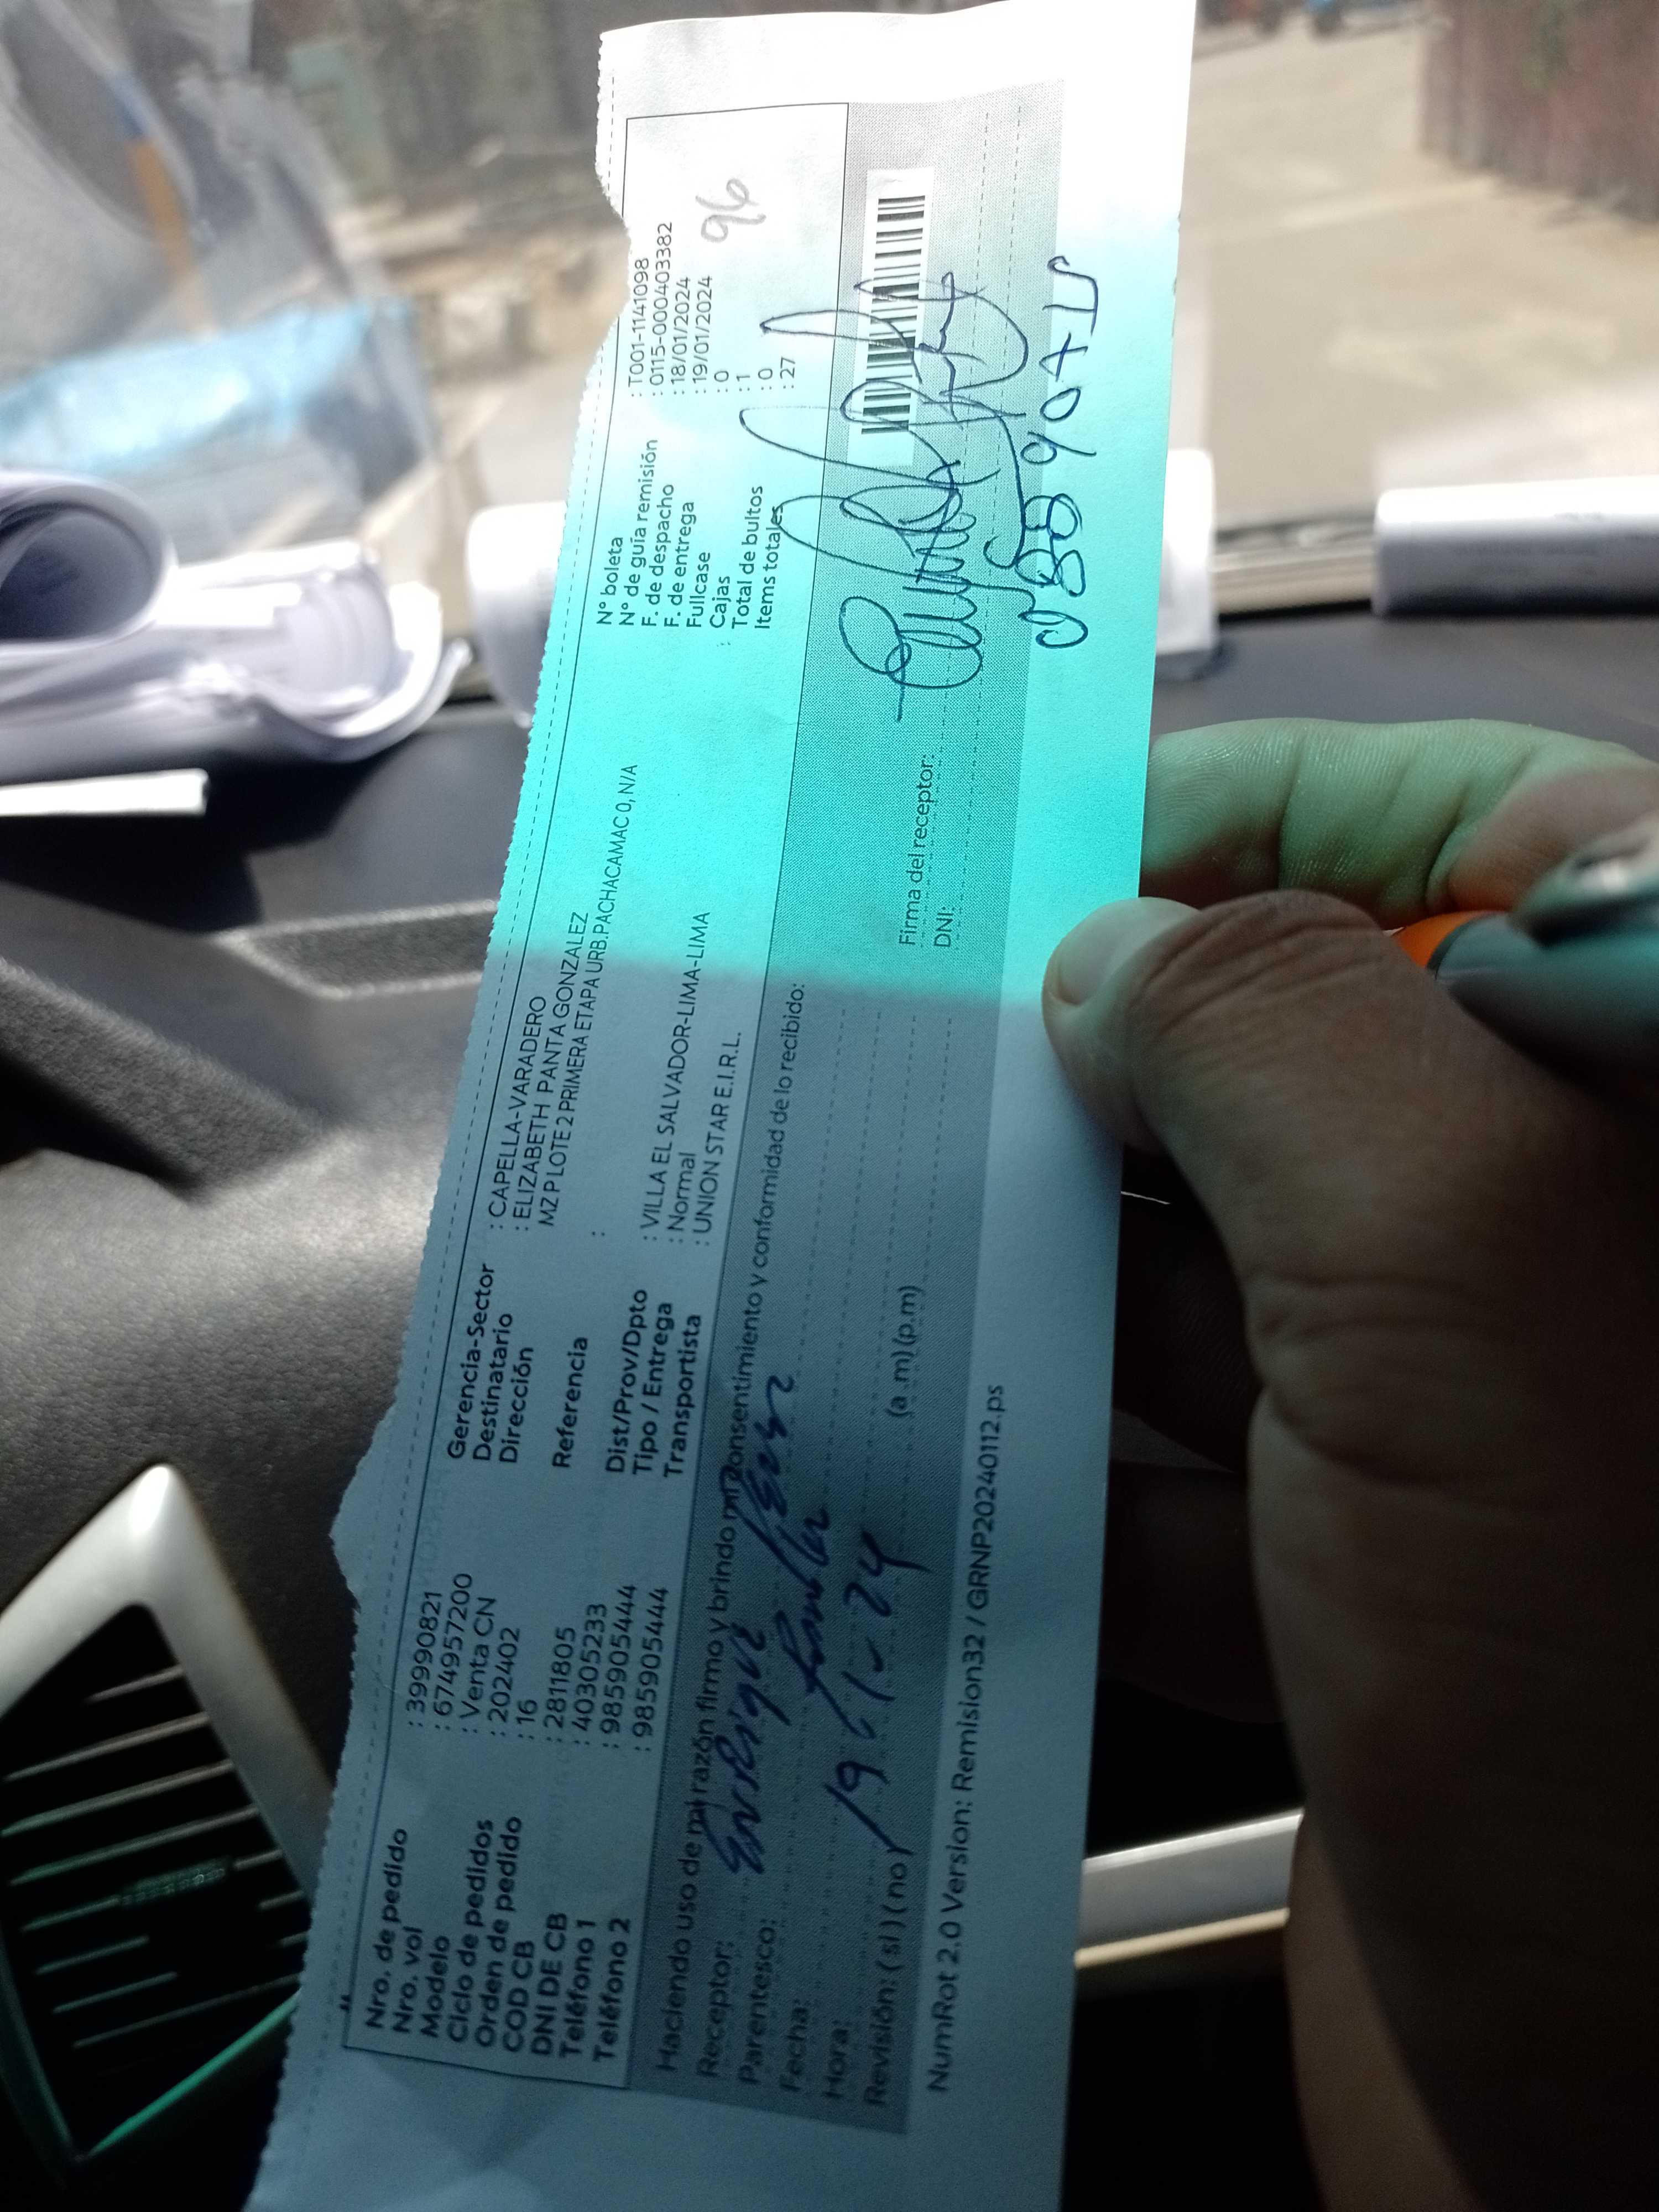 Nro. de pedido : 39990821
Nro. vol : 674957200
Modelo : Venta CN
Ciclo de pedidos : 202402
Orden de pedido : 16
COD CB : 2811805
DNI DE CB : 40305233
Teléfono 1 : 985905444
Teléfono 2 : 985905444
Gerencia-Sector : CAPELLA-VARADERO
Destinatario : ELIZABETH PANTA GONZALEZ
Dirección MZ P LOTE 2 PRIMERA ETAPA URB.PACHACAMAC 0, N/A
Referencia :
Dist/Prov/Dpto : VILLA EL SALVADOR-LIMA-LIMA
Tipo / Entrega : Normal
Transportista : UNION STAR E.I.R.L.
N° boleta : T001-1141098
N° de guía remisión : 0115-0000403382
F. de despacho : 18/01/2024
F. de entrega : 19/01/2024
Fullcase : 0
Cajas : 1
Total de bultos : 0
Items totales : 27
96
Haciendo uso de mi razón firmo y brindo mi consentimiento y conformidad de lo recibido:
Receptor: Enrique
Parentesco:
Fecha: 19-1-24
Hora: (a m) (p.m)
Revisión: ( si ) ( no )
Firma del receptor:
DNI:
NumRot 2.0 Version: Remision32 / GRNP20240112.ps